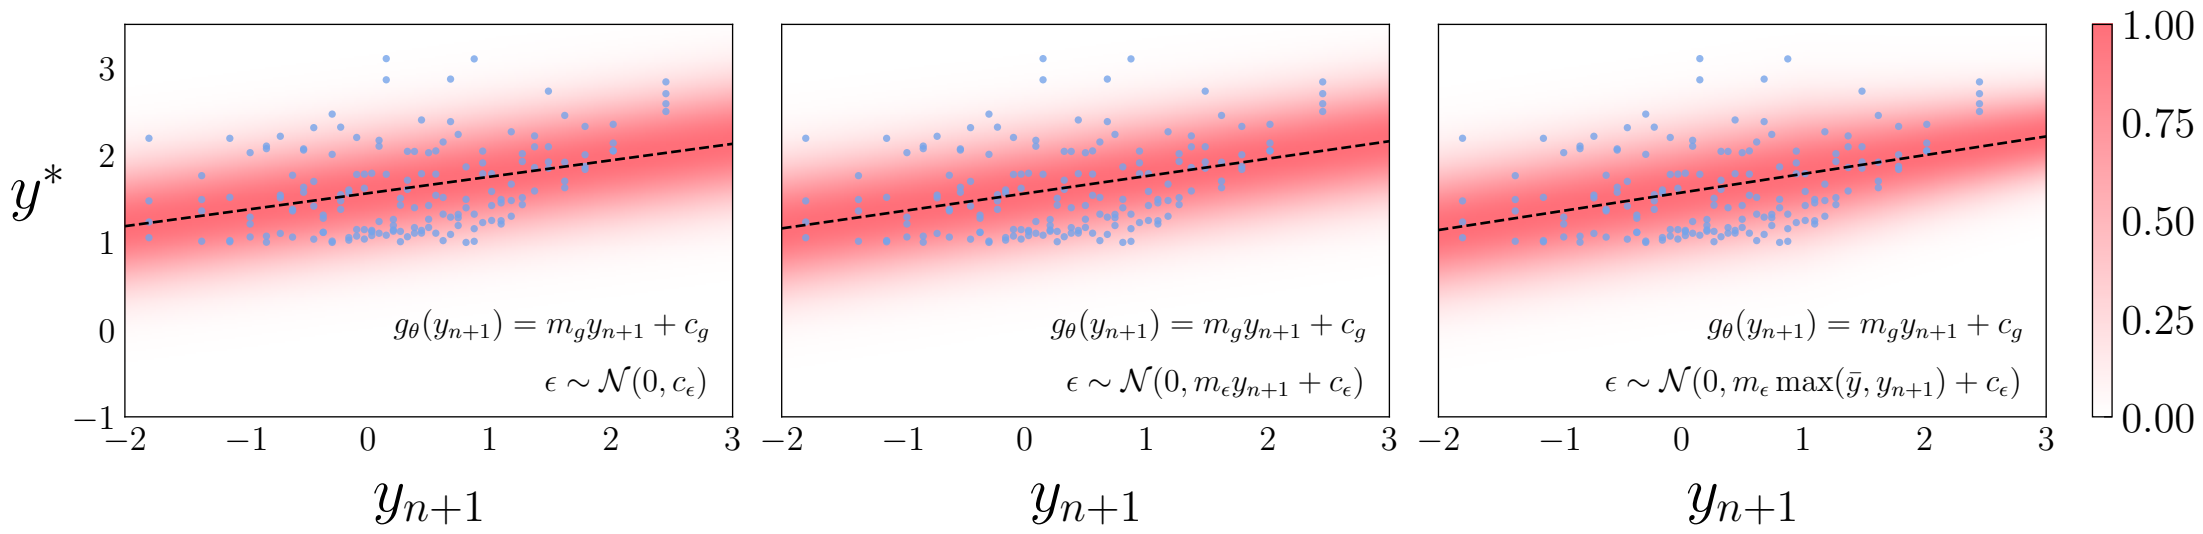 y*
3
2
1
0
−1
g_θ(y_{n+1}) = m_g y_{n+1} + c_g
ϵ ∼ 𝒩(0, c_ϵ)
−2 −1 0 1 2 3
y_{n+1}
g_θ(y_{n+1}) = m_g y_{n+1} + c_g
ϵ ∼ 𝒩(0, m_ϵ y_{n+1} + c_ϵ)
−2 −1 0 1 2 3
y_{n+1}
g_θ(y_{n+1}) = m_g y_{n+1} + c_g
ϵ ∼ 𝒩(0, m_ϵ max(ȳ, y_{n+1}) + c_ϵ)
−2 −1 0 1 2 3
y_{n+1}
1.00
0.75
0.50
0.25
0.00